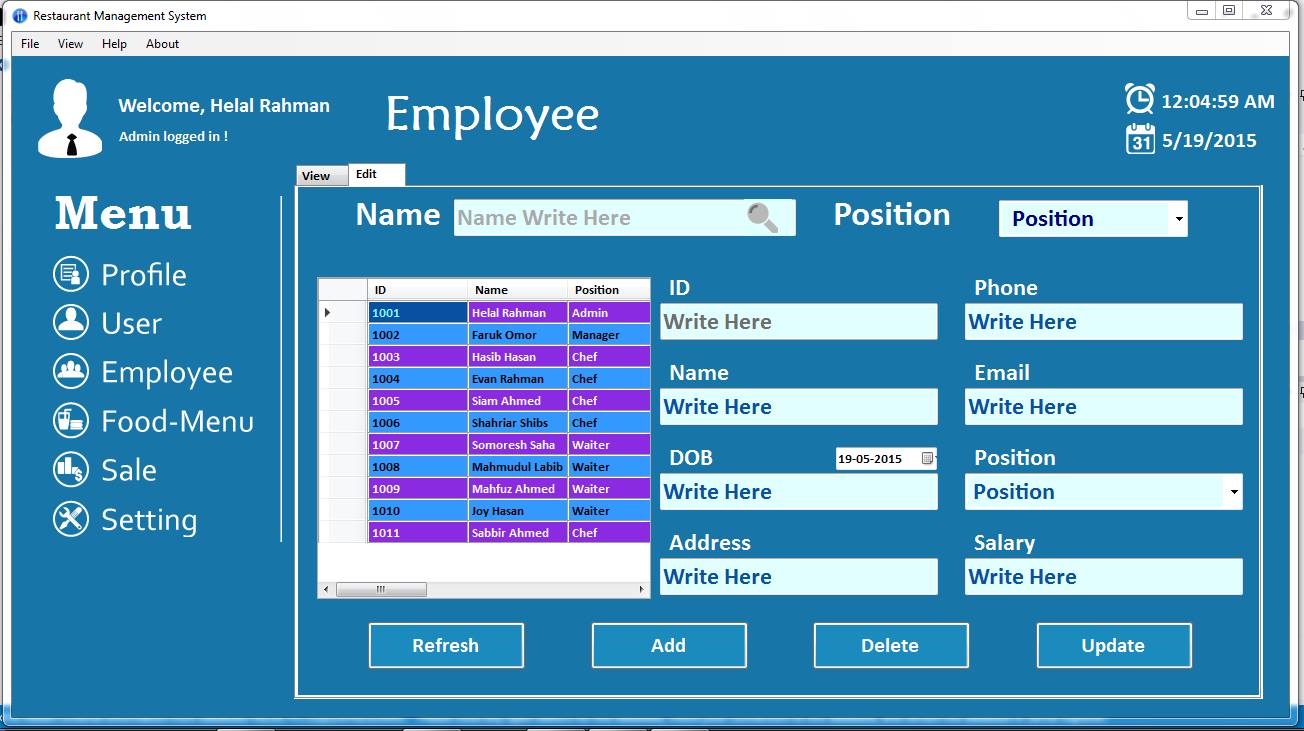 Restaurant Management System
File View Help About
Welcome, Helal Rahman
Admin logged in !
Employee
12:04:59 AM
31 5/19/2015
Menu
Profile
User
Employee
Food-Menu
Sale
Setting
View Edit
Name Name Write Here Position Position
ID Name Position
1001 Helal Rahman Admin
1002 Faruk Omor Manager
1003 Hasib Hasan Chef
1004 Evan Rahman Chef
1005 Siam Ahmed Chef
1006 Shahriar Shibs Chef
1007 Somoresh Saha Waiter
1008 Mahmudul Labib Waiter
1009 Mahfuz Ahmed Waiter
1010 Joy Hasan Waiter
1011 Sabbir Ahmed Chef
ID Phone
Write Here Write Here
Name Email
Write Here Write Here
DOB 19-05-2015 Position
Write Here Position
Address Salary
Write Here Write Here
Refresh Add Delete Update